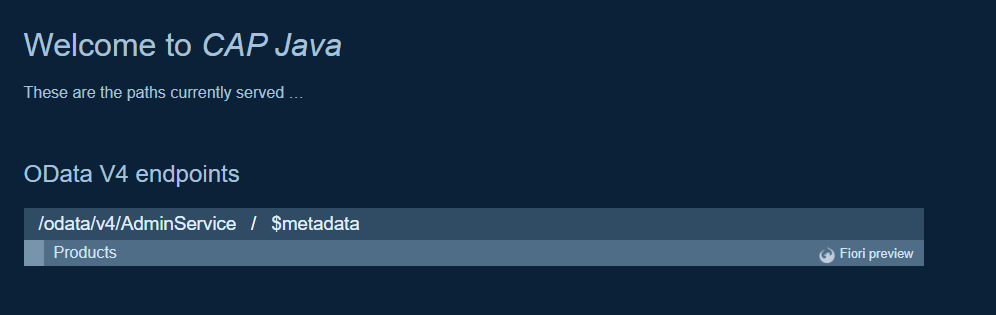 Welcome to CAP Java
These are the paths currently served …
OData V4 endpoints
/odata/v4/AdminService / $metadata
Products Fiori preview